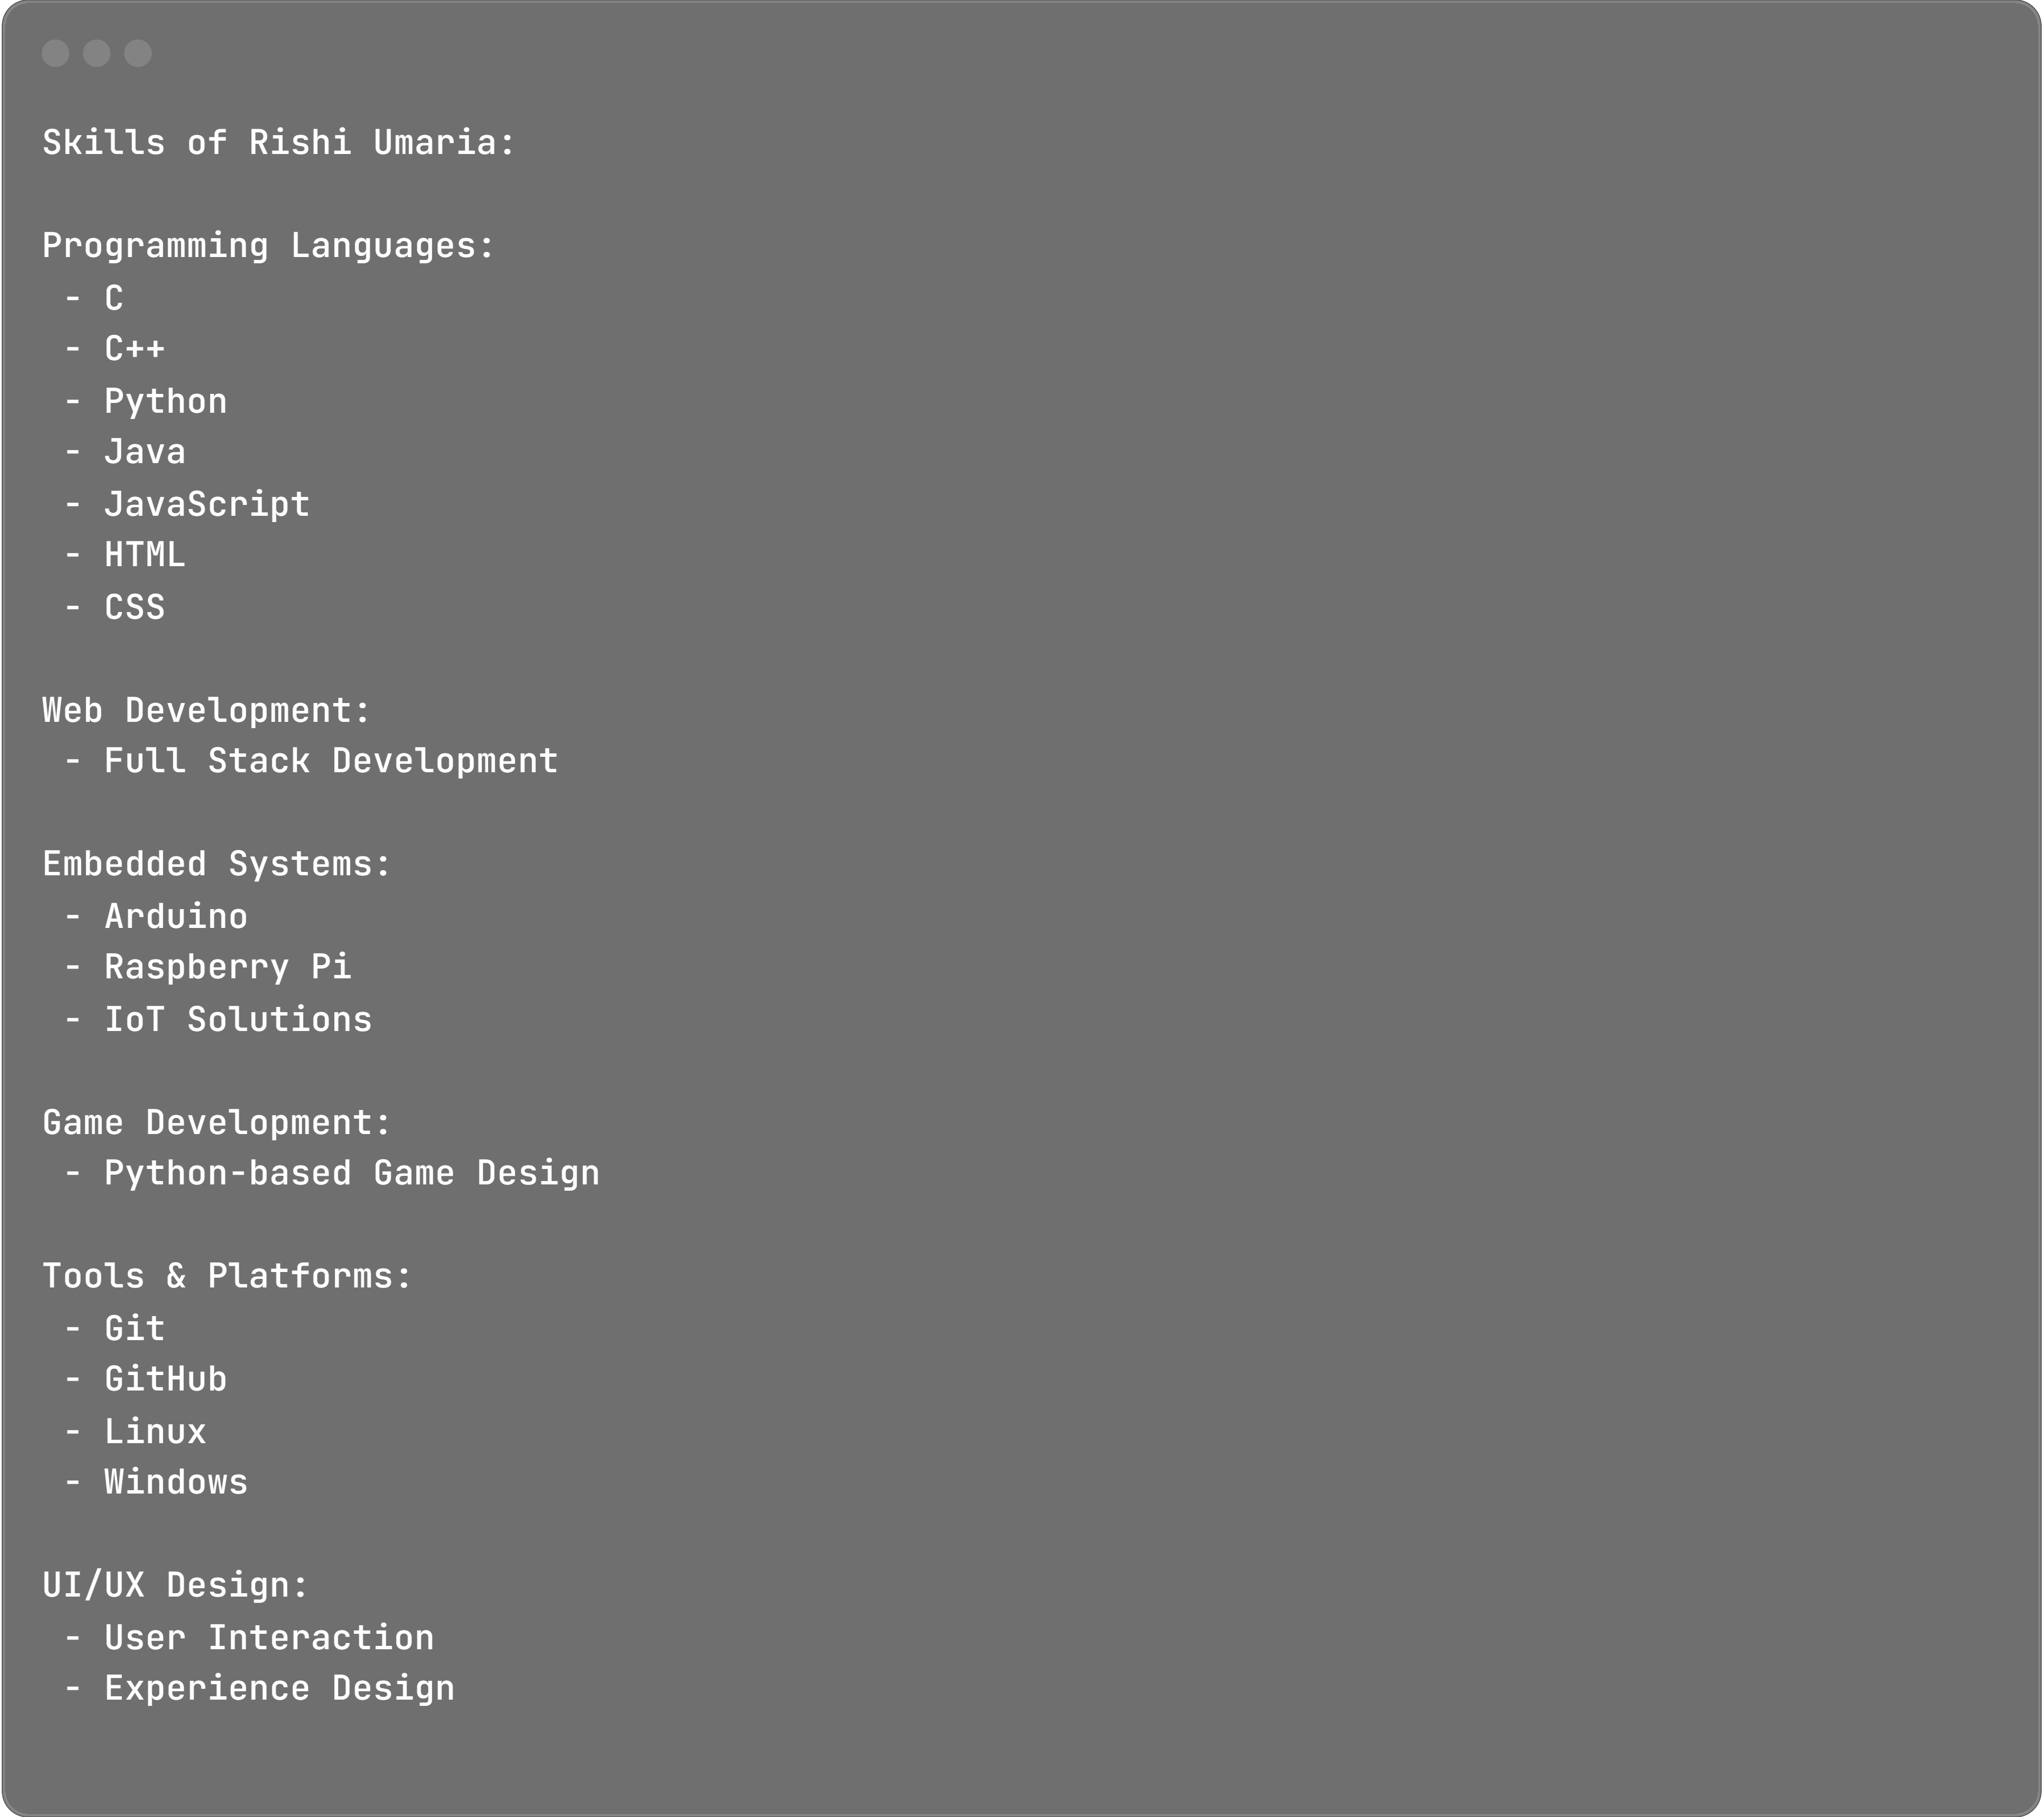 Skills of Rishi Umaria:
Programming Languages:
- C
- C++
- Python
- Java
- JavaScript
- HTML
- CSS
Web Development:
- Full Stack Development
Embedded Systems:
- Arduino
- Raspberry Pi
- IoT Solutions
Game Development:
- Python-based Game Design
Tools & Platforms:
- Git
- GitHub
- Linux
- Windows
UI/UX Design:
- User Interaction
- Experience Design